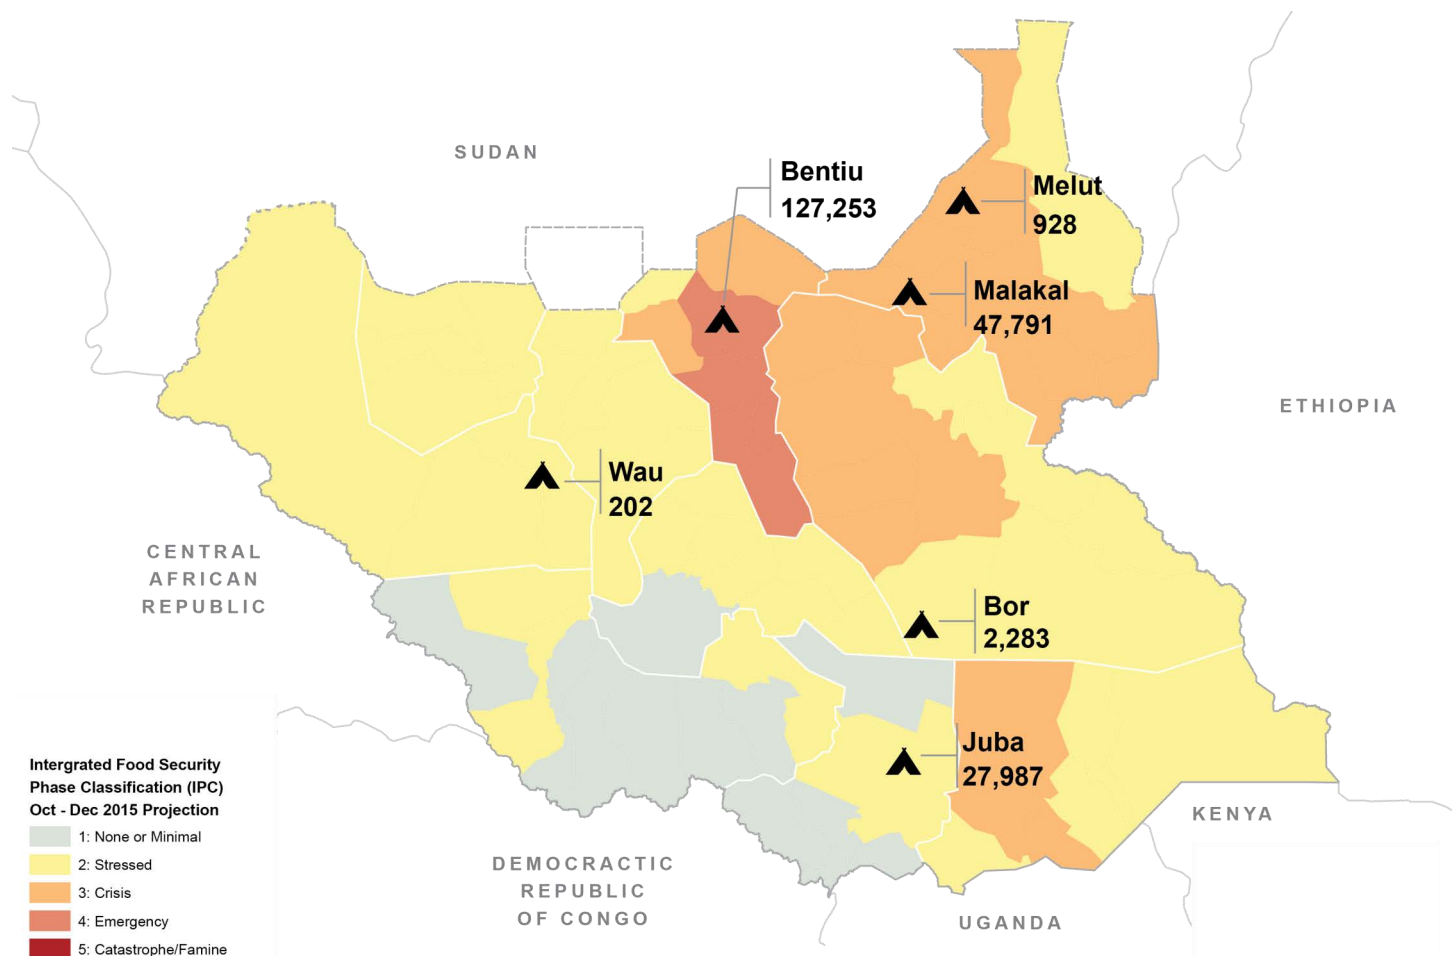 SUDAN
Bentiu
127,253
Melut
928
Malakal
47,791
ETHIOPIA
Wau
202
CENTRAL
AFRICAN
REPUBLIC
Bor
2,283
Juba
27,987
KENYA
DEMOCRACTIC
REPUBLIC
OF CONGO
UGANDA
Intergrated Food Security
Phase Classification (IPC)
Oct - Dec 2015 Projection
1: None or Minimal
2: Stressed
3: Crisis
4: Emergency
5: Catastrophe/Famine